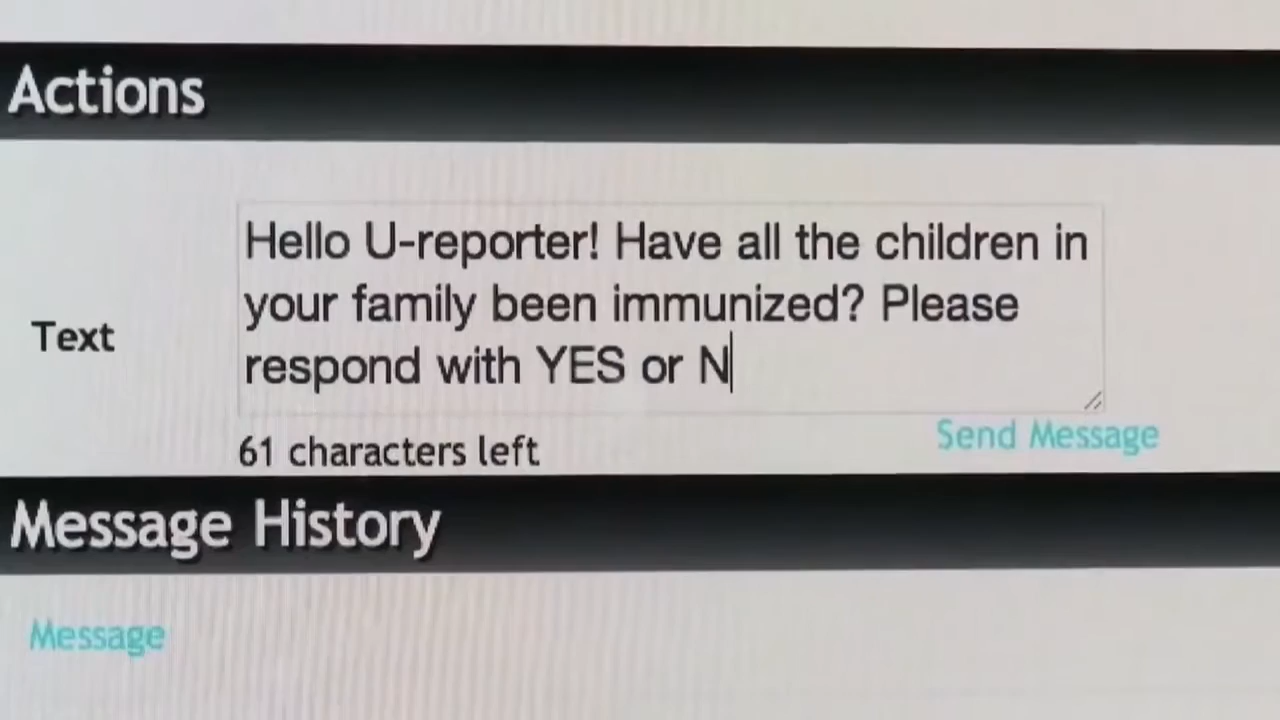 Actions
Text
Hello U-reporter! Have all the children in
your family been immunized? Please
respond with YES or N
61 characters left
Send Message
Message History
Message